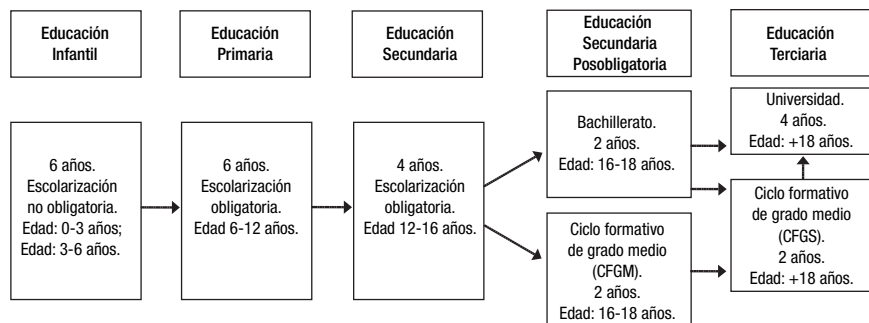 Educación
Infantil
Educación
Primaria
Educación
Secundaria
Educación
Secundaria
Posobligatoria
Educación
Terciaria
6 años.
Escolarización
no obligatoria.
Edad: 0-3 años;
Edad: 3-6 años.
6 años.
Escolarización
obligatoria.
Edad 6-12 años.
4 años.
Escolarización
obligatoria.
Edad 12-16 años.
Bachillerato.
2 años.
Edad: 16-18 años.
Ciclo formativo
de grado medio
(CFGM).
2 años.
Edad: 16-18 años.
Universidad.
4 años.
Edad: +18 años.
Ciclo formativo
de grado medio
(CFGS).
2 años.
Edad: +18 años.